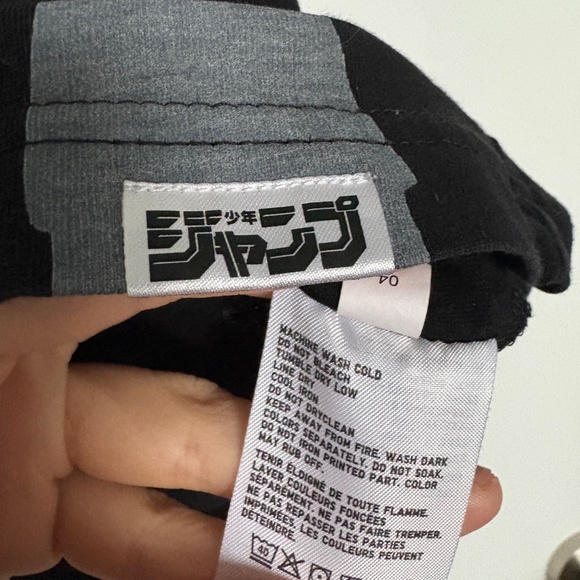 少年
ジャンプ
04
MACHINE WASH COLD
DO NOT BLEACH
TUMBLE DRY LOW
LINE DRY
COOL IRON
DO NOT DRYCLEAN
KEEP AWAY FROM FIRE. WASH DARK
COLORS SEPARATELY. DO NOT SOAK.
DO NOT IRON PRINTED PART. COLOR
MAY RUB OFF.
TENIR ÉLOIGNÉ DE TOUTE FLAMME.
LAVER COULEURS FONCÉES
SÉPARÉMENT. NE PAS FAIRE TREMPER.
NE PAS REPASSER LES PARTIES
IMPRIMÉES. LES COULEURS PEUVENT
DÉTEINDRE.
40